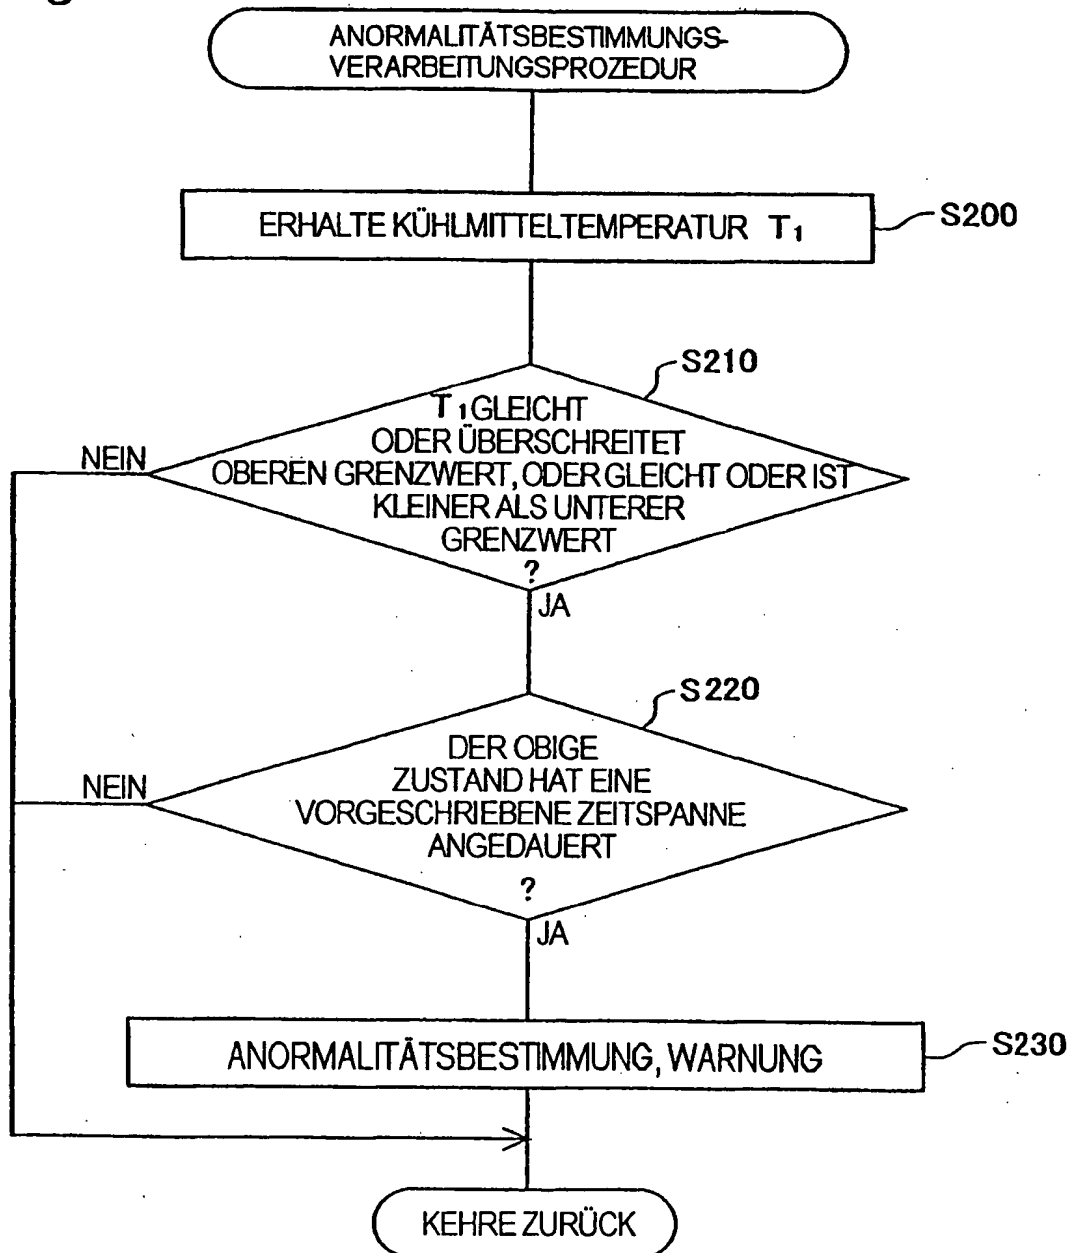 ANORMALITÄTSBESTIMMUNGS-
VERARBEITUNGSPROZEDUR
ERHALTE KÜHLMITTELTEMPERATUR T1
S200
S210
T1 GLEICHT
ODER ÜBERSCHREITET
OBEREN GRENZWERT, ODER GLEICHT ODER IST
KLEINER ALS UNTERER
GRENZWERT
?
NEIN
JA
S220
DER OBIGE
ZUSTAND HAT EINE
VORGESCHRIEBENE ZEITSPANNE
ANGEDAUERT
?
NEIN
JA
ANORMALITÄTSBESTIMMUNG, WARNUNG
S230
KEHRE ZURÜCK